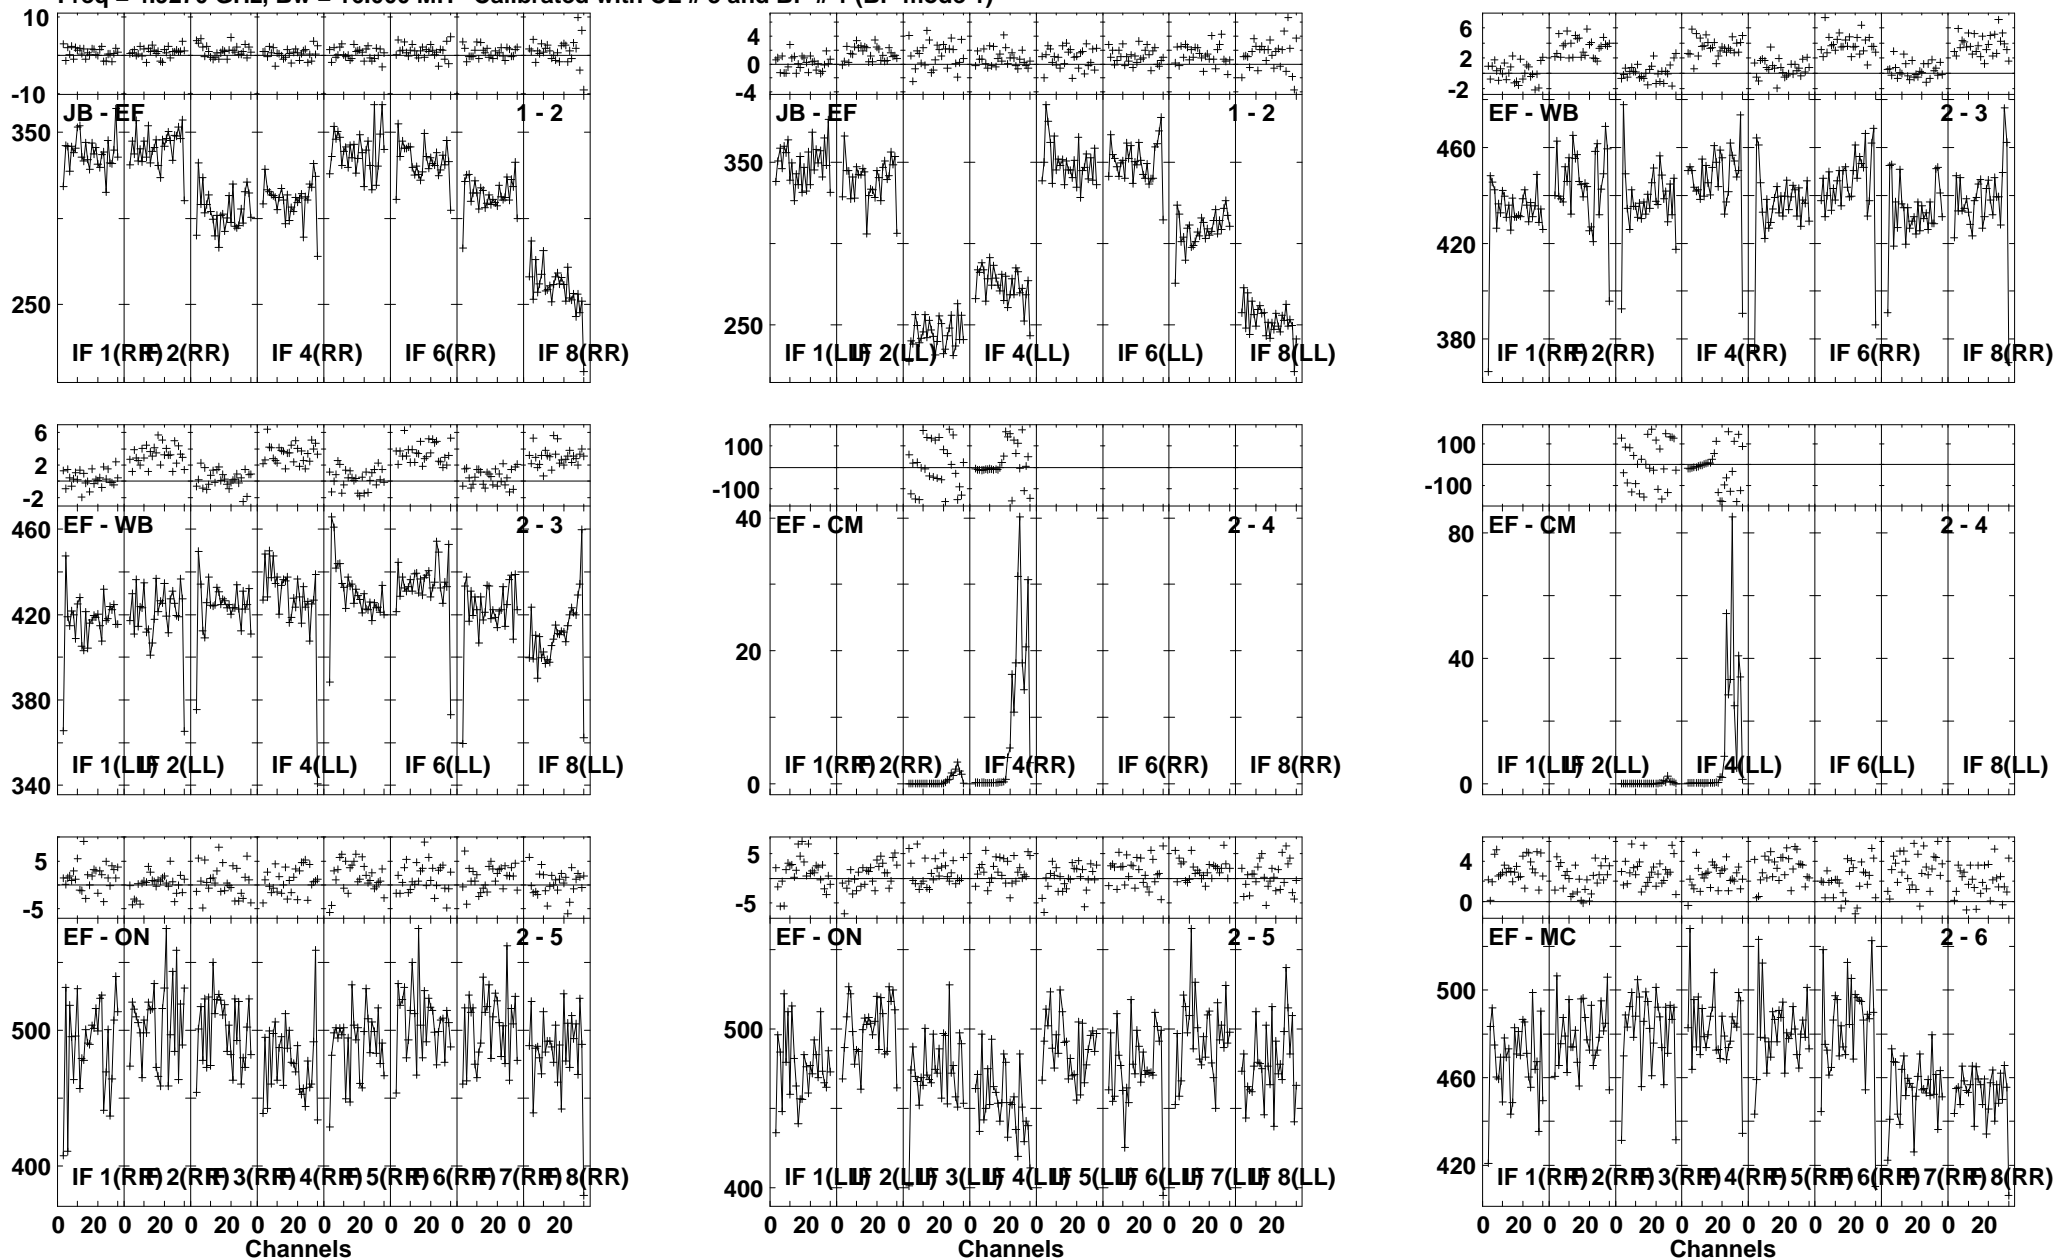 10
0
-10
JB - EF
1 - 2
350
250
IF 1(RR)
IF 2(RR)
IF 4(RR)
IF 6(RR)
IF 8(RR)
4
0
-4
JB - EF
1 - 2
350
250
IF 1(LL)
IF 2(LL)
IF 4(LL)
IF 6(LL)
IF 8(LL)
6
2
-2
EF - WB
2 - 3
460
420
380
IF 1(RR)
IF 2(RR)
IF 4(RR)
IF 6(RR)
IF 8(RR)
6
2
-2
EF - WB
2 - 3
460
420
380
340
IF 1(LL)
IF 2(LL)
IF 4(LL)
IF 6(LL)
IF 8(LL)
100
-100
EF - CM
2 - 4
40
20
0
IF 1(RR)
IF 2(RR)
IF 4(RR)
IF 6(RR)
IF 8(RR)
100
-100
EF - CM
2 - 4
80
40
0
IF 1(LL)
IF 2(LL)
IF 4(LL)
IF 6(LL)
IF 8(LL)
5
-5
EF - ON
2 - 5
500
400
IF 1(RR)
IF 2(RR)
IF 3(RR)
IF 4(RR)
IF 5(RR)
IF 6(RR)
IF 7(RR)
IF 8(RR)
0 20 0 20 0 20 0 20 0 20 0 20 0 20 0 20
Channels
5
-5
EF - ON
2 - 5
500
400
IF 1(LL)
IF 2(LL)
IF 3(LL)
IF 4(LL)
IF 5(LL)
IF 6(LL)
IF 7(LL)
IF 8(LL)
0 20 0 20 0 20 0 20 0 20 0 20 0 20 0 20
Channels
4
0
EF - MC
2 - 6
500
460
420
IF 1(RR)
IF 2(RR)
IF 3(RR)
IF 4(RR)
IF 5(RR)
IF 6(RR)
IF 7(RR)
IF 8(RR)
0 20 0 20 0 20 0 20 0 20 0 20 0 20 0 20
Channels